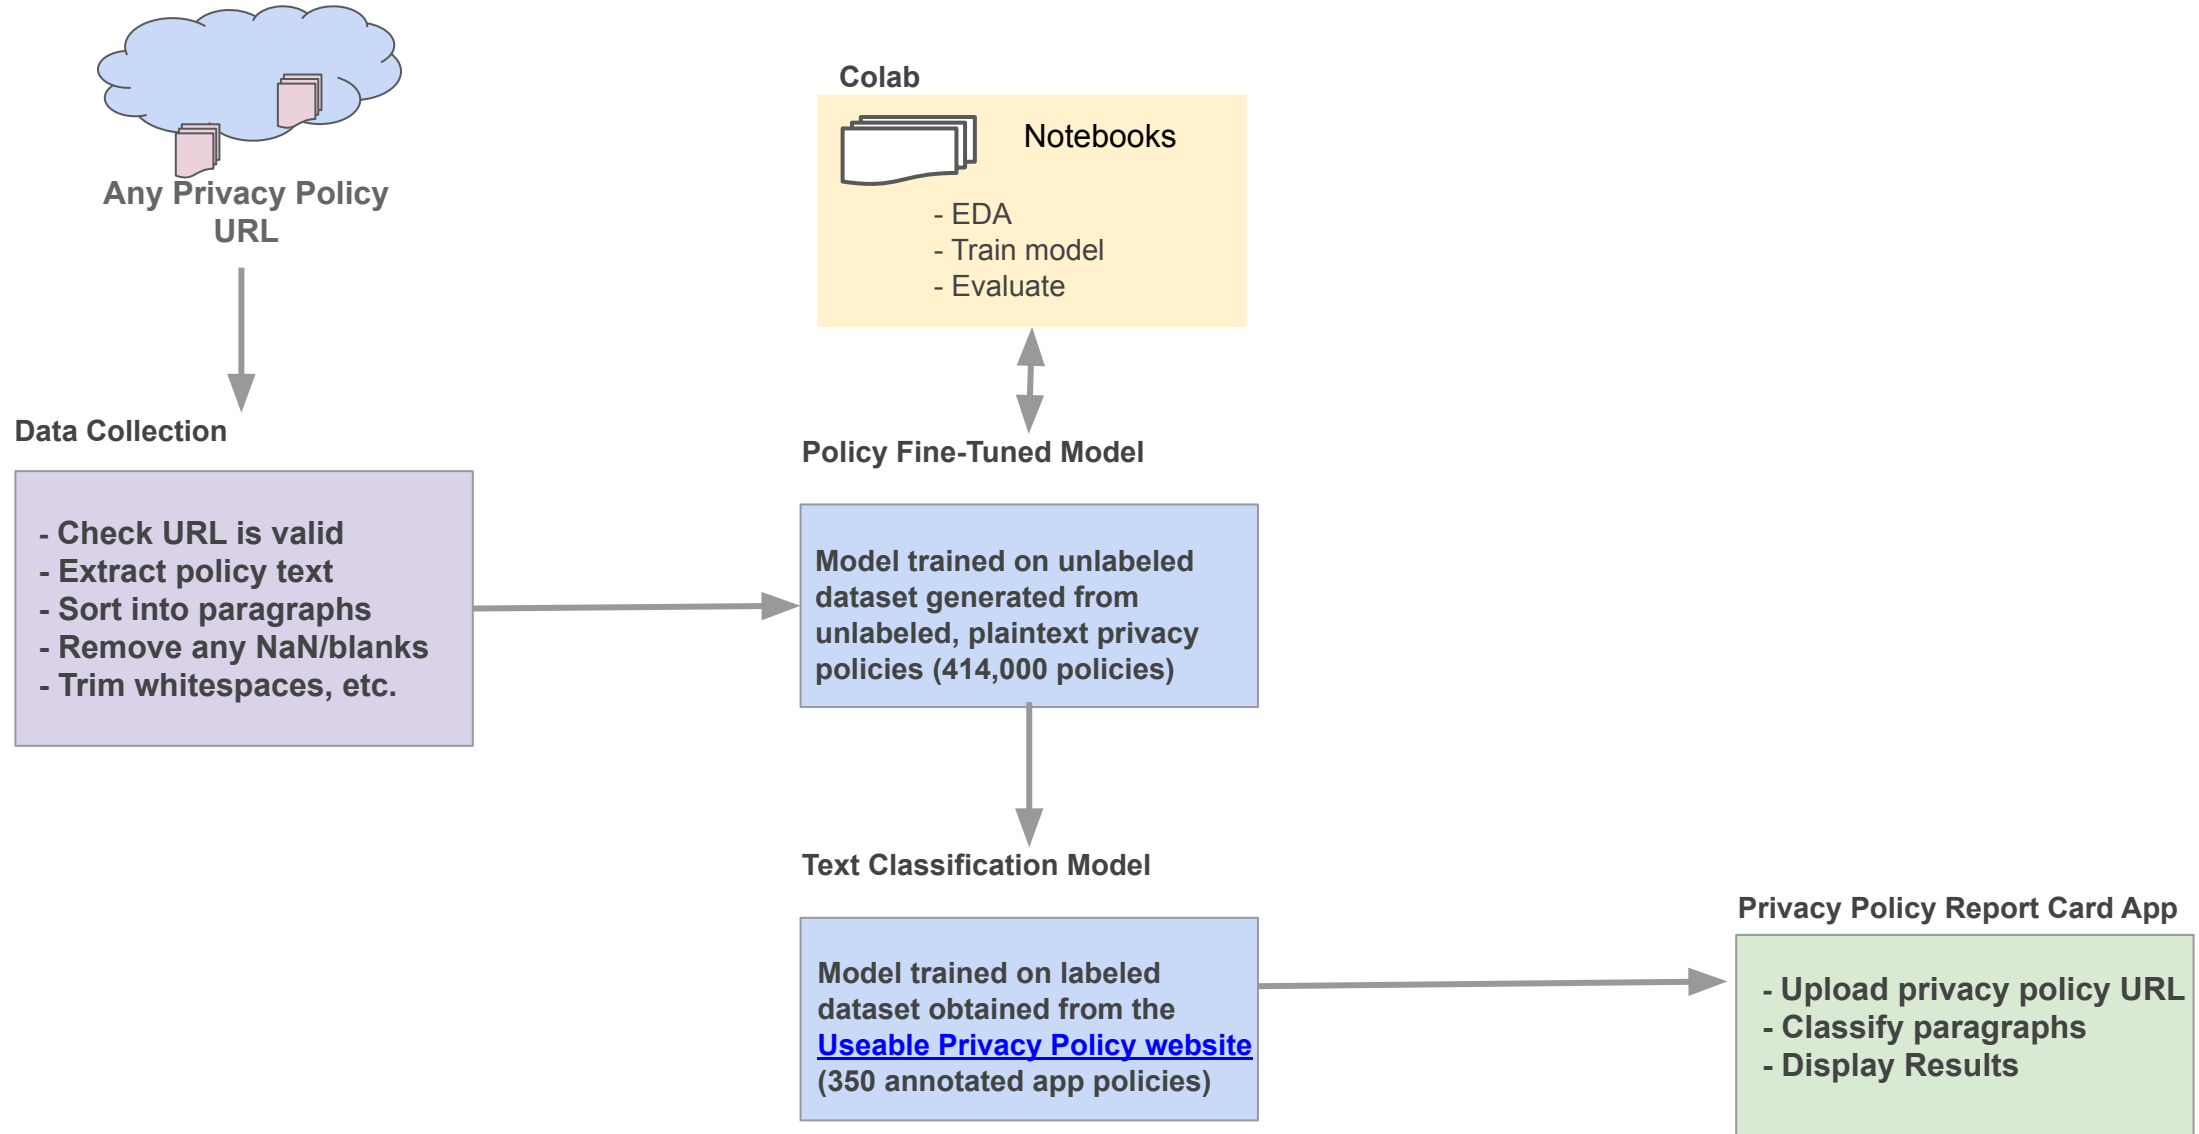 Any Privacy Policy
URL
Colab
Notebooks
- EDA
- Train model
- Evaluate
Data Collection
- Check URL is valid
- Extract policy text
- Sort into paragraphs
- Remove any NaN/blanks
- Trim whitespaces, etc.
Policy Fine-Tuned Model
Model trained on unlabeled
dataset generated from
unlabeled, plaintext privacy
policies (414,000 policies)
Text Classification Model
Model trained on labeled
dataset obtained from the
Useable Privacy Policy website
(350 annotated app policies)
Privacy Policy Report Card App
- Upload privacy policy URL
- Classify paragraphs
- Display Results